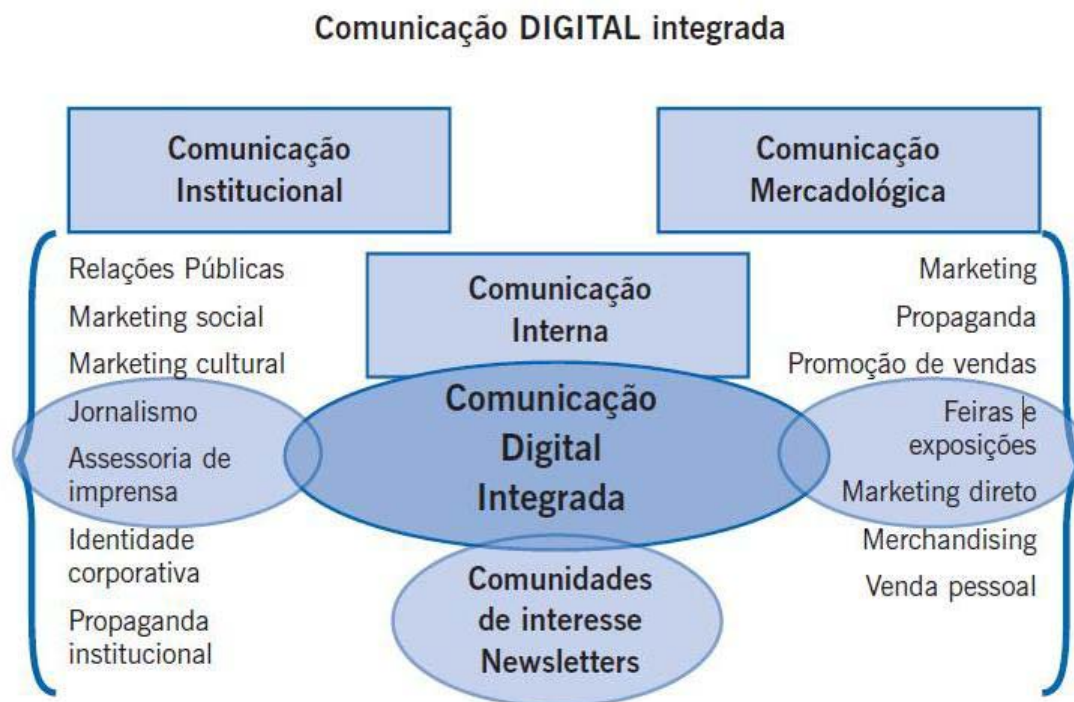 Comunicação DIGITAL integrada
Comunicação
Institucional
Comunicação
Mercadológica
Relações Públicas
Marketing social
Marketing cultural
Jornalismo
Assessoria de
imprensa
Identidade
corporativa
Propaganda
institucional
Comunicação
Interna
Comunicação
Digital
Integrada
Comunidades
de interesse
Newsletters
Marketing
Propaganda
Promoção de vendas
Feiras e
exposições
Marketing direto
Merchandising
Venda pessoal